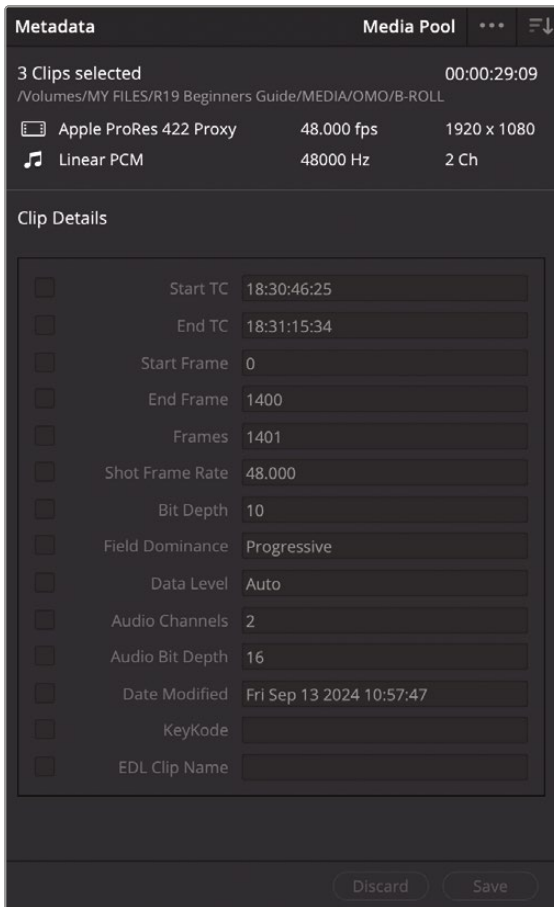 Metadata Media Pool •••
3 Clips selected 00:00:29:09
/Volumes/MY FILES/R19 Beginners Guide/MEDIA/OMO/B-ROLL
Apple ProRes 422 Proxy 48.000 fps 1920 x 1080
Linear PCM 48000 Hz 2 Ch
Clip Details
Start TC 18:30:46:25
End TC 18:31:15:34
Start Frame 0
End Frame 1400
Frames 1401
Shot Frame Rate 48.000
Bit Depth 10
Field Dominance Progressive
Data Level Auto
Audio Channels 2
Audio Bit Depth 16
Date Modified Fri Sep 13 2024 10:57:47
KeyKode
EDL Clip Name
Discard Save